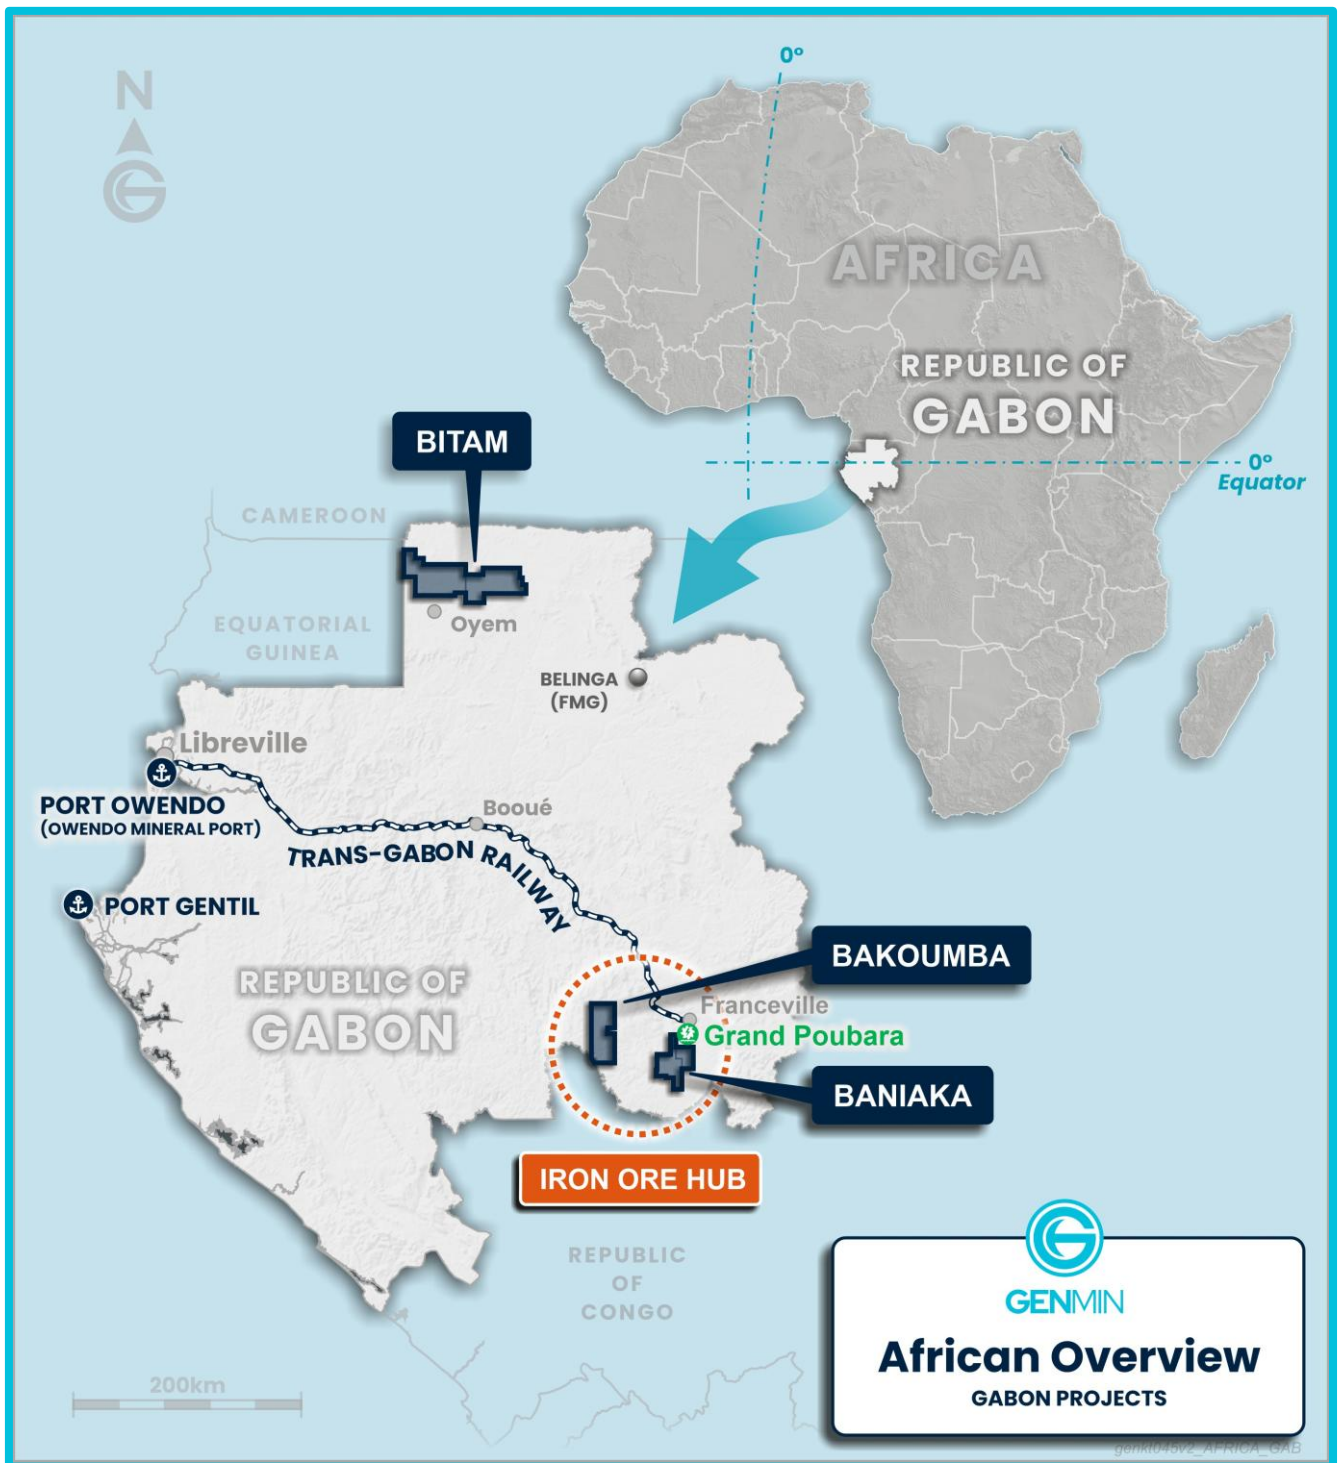 N
0°
AFRICA
REPUBLIC OF
GABON
0°
Equator
BITAM
CAMEROON
EQUATORIAL
GUINEA
Oyem
BELINGA
(FMG)
Libreville
PORT OWENDO
(OWENDO MINERAL PORT)
Booué
TRANS-GABON RAILWAY
PORT GENTIL
REPUBLIC OF
GABON
BAKOUMBA
Franceville
Grand Poubara
BANIAKA
IRON ORE HUB
REPUBLIC
OF
CONGO
200km
GENMIN
African Overview
GABON PROJECTS
genkt045v2_AFRICA_GAB